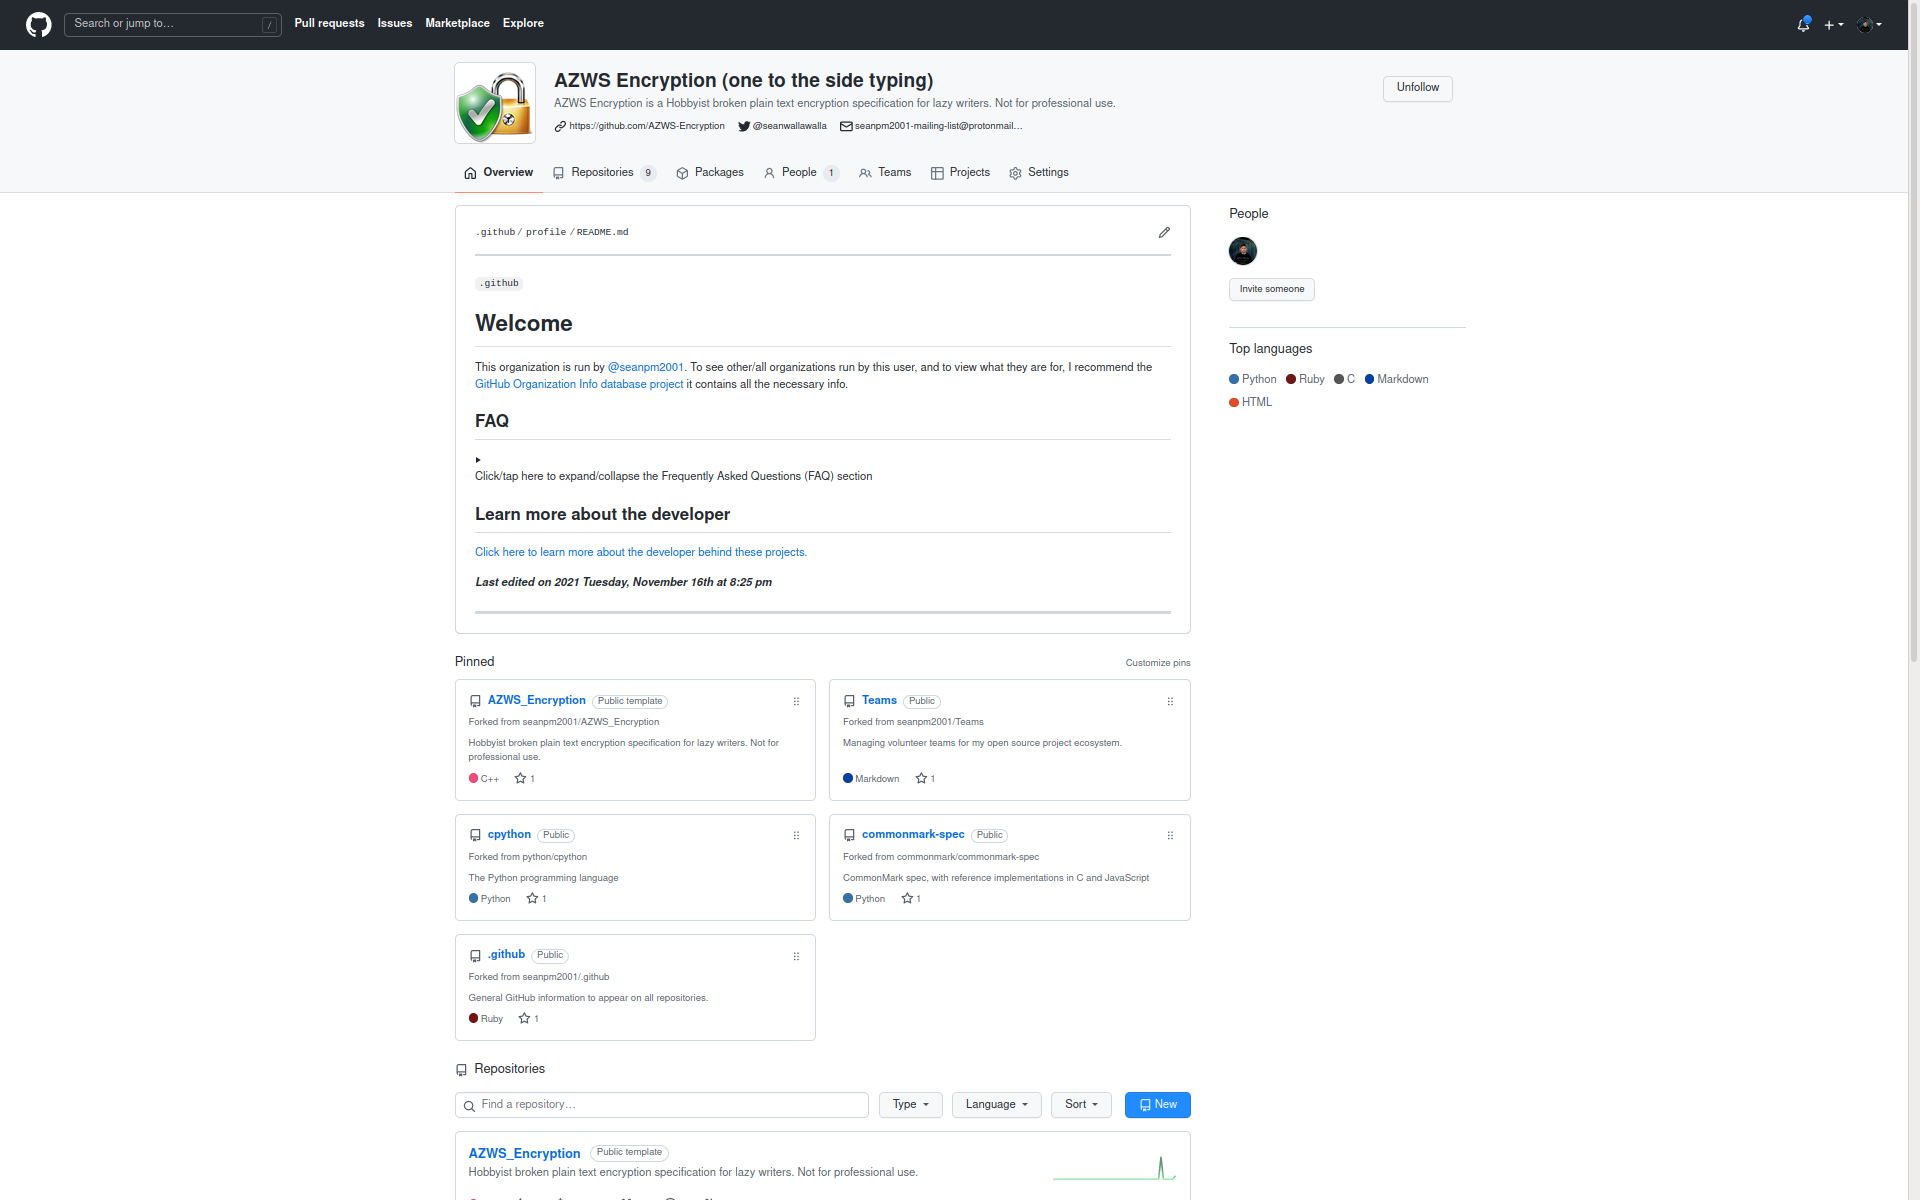 Search or jump to… /
Pull requests Issues Marketplace Explore
AZWS Encryption (one to the side typing)
Unfollow
AZWS Encryption is a Hobbyist broken plain text encryption specification for lazy writers. Not for professional use.
https://github.com/AZWS-Encryption @seanwallawalla seanpm2001-mailing-list@protonmail…
Overview Repositories 9 Packages People 1 Teams Projects Settings
.github / profile / README.md
.github
Welcome
This organization is run by @seanpm2001. To see other/all organizations run by this user, and to view what they are for, I recommend the
GitHub Organization Info database project it contains all the necessary info.
FAQ
Click/tap here to expand/collapse the Frequently Asked Questions (FAQ) section
Learn more about the developer
Click here to learn more about the developer behind these projects.
Last edited on 2021 Tuesday, November 16th at 8:25 pm
People
Invite someone
Top languages
Python Ruby C Markdown
HTML
Pinned
Customize pins
AZWS_Encryption Public template
Forked from seanpm2001/AZWS_Encryption
Hobbyist broken plain text encryption specification for lazy writers. Not for
professional use.
C++ 1
Teams Public
Forked from seanpm2001/Teams
Managing volunteer teams for my open source project ecosystem.
Markdown 1
cpython Public
Forked from python/cpython
The Python programming language
Python 1
commonmark-spec Public
Forked from commonmark/commonmark-spec
CommonMark spec, with reference implementations in C and JavaScript
Python 1
.github Public
Forked from seanpm2001/.github
General GitHub information to appear on all repositories.
Ruby 1
Repositories
Find a repository… Type Language Sort New
AZWS_Encryption Public template
Hobbyist broken plain text encryption specification for lazy writers. Not for professional use.